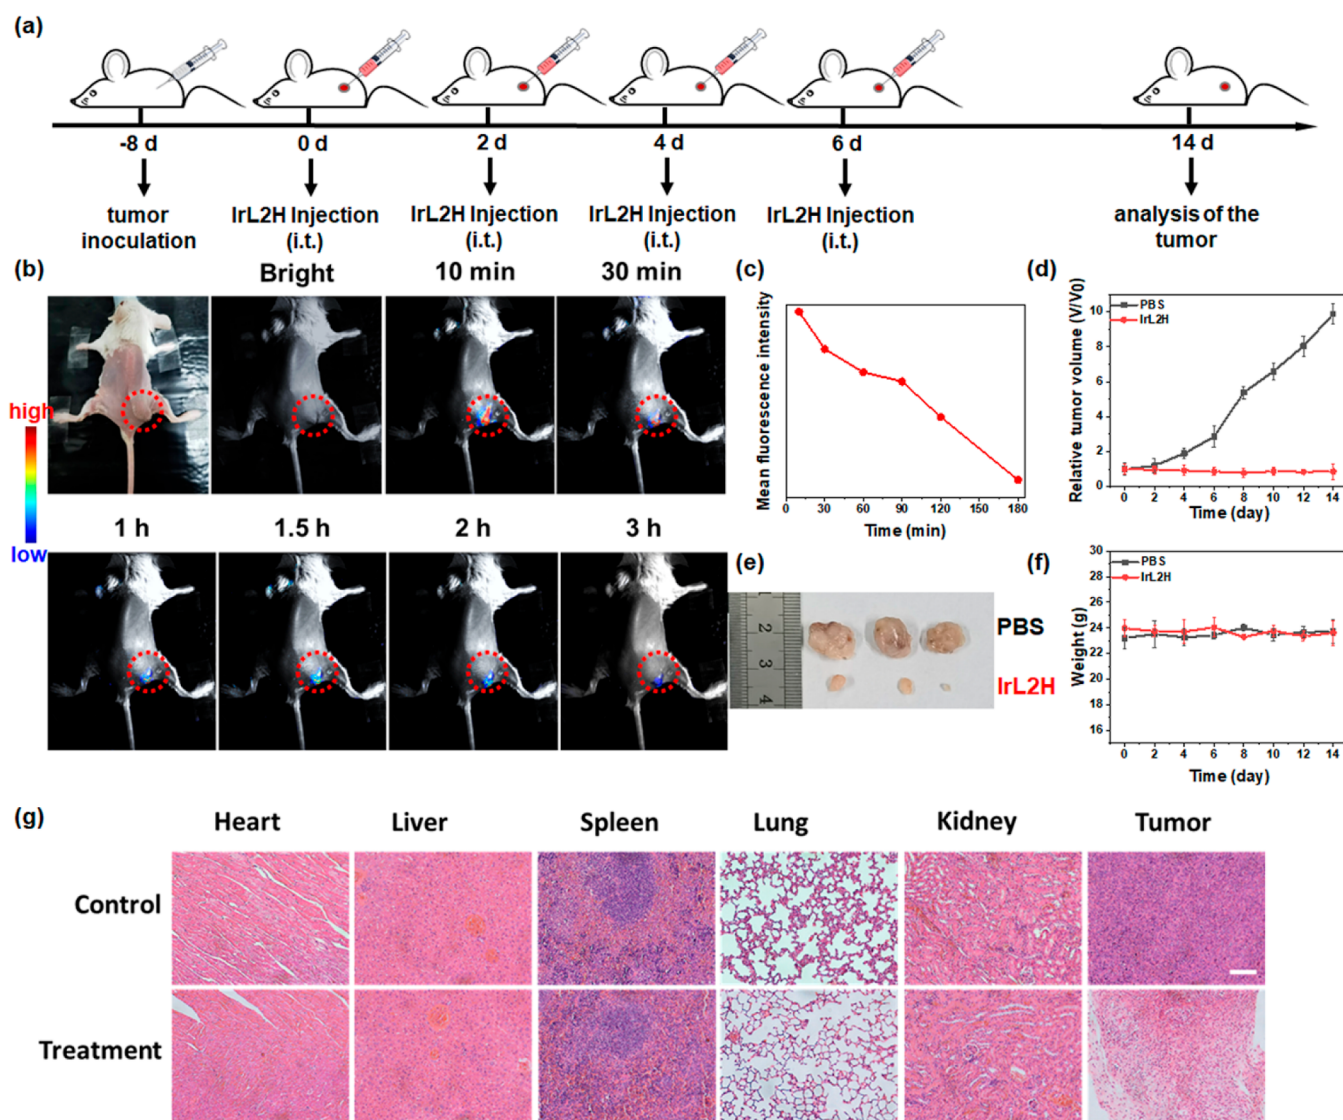 (a)
-8 d 0 d 2 d 4 d 6 d 14 d
tumor inoculation
IrL2H Injection (i.t.)
IrL2H Injection (i.t.)
IrL2H Injection (i.t.)
IrL2H Injection (i.t.)
analysis of the tumor
(b)
Bright 10 min 30 min
high
low
1 h 1.5 h 2 h 3 h
(c)
Mean fluorescence intensity
0 30 60 90 120 150 180
Time (min)
(d)
PBS
IrL2H
Relative tumor volume (V/V0)
10
8
6
4
2
0
0 2 4 6 8 10 12 14
Time (day)
(e)
2
3
4
PBS
IrL2H
(f)
PBS
IrL2H
Weight (g)
30
28
26
24
22
20
18
16
0 2 4 6 8 10 12 14
Time (day)
(g)
Heart Liver Spleen Lung Kidney Tumor
Control
Treatment